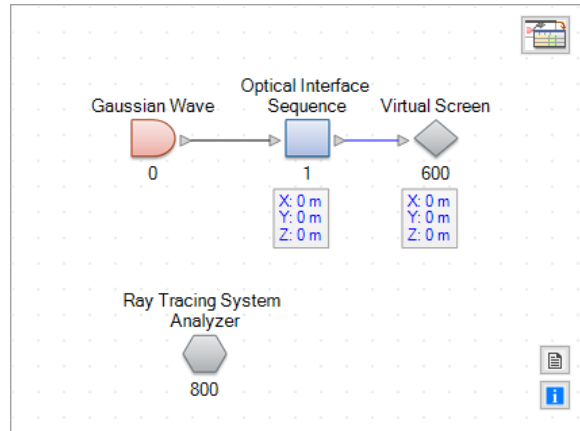 Gaussian Wave
0
Optical Interface
Sequence
1
X: 0 m
Y: 0 m
Z: 0 m
Virtual Screen
600
X: 0 m
Y: 0 m
Z: 0 m
Ray Tracing System
Analyzer
800
i